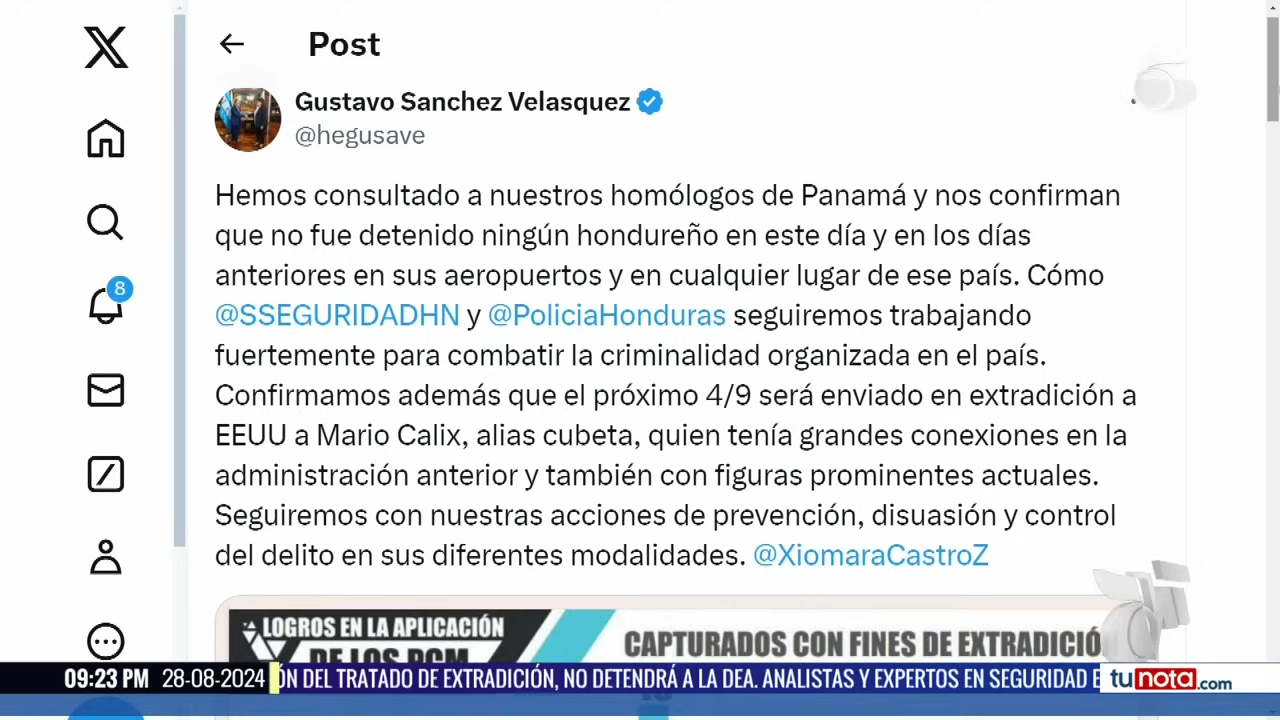 Post
Gustavo Sanchez Velasquez
@hegusave
Hemos consultado a nuestros homólogos de Panamá y nos confirman
que no fue detenido ningún hondureño en este día y en los días
anteriores en sus aeropuertos y en cualquier lugar de ese país. Cómo
@SSEGURIDADHN y @PoliciaHonduras seguiremos trabajando
fuertemente para combatir la criminalidad organizada en el país.
Confirmamos además que el próximo 4/9 será enviado en extradición a
EEUU a Mario Calix, alias cubeta, quien tenía grandes conexiones en la
administración anterior y también con figuras prominentes actuales.
Seguiremos con nuestras acciones de prevención, disuasión y control
del delito en sus diferentes modalidades. @XiomaraCastroZ
8
LOGROS EN LA APLICACIÓN
DE LOS PCM
CAPTURADOS CON FINES DE EXTRADICIÓ
09:23 PM 28-08-2024 ÓN DEL TRATADO DE EXTRADICIÓN, NO DETENDRÁ A LA DEA. ANALISTAS Y EXPERTOS EN SEGURIDAD E
tunota.com